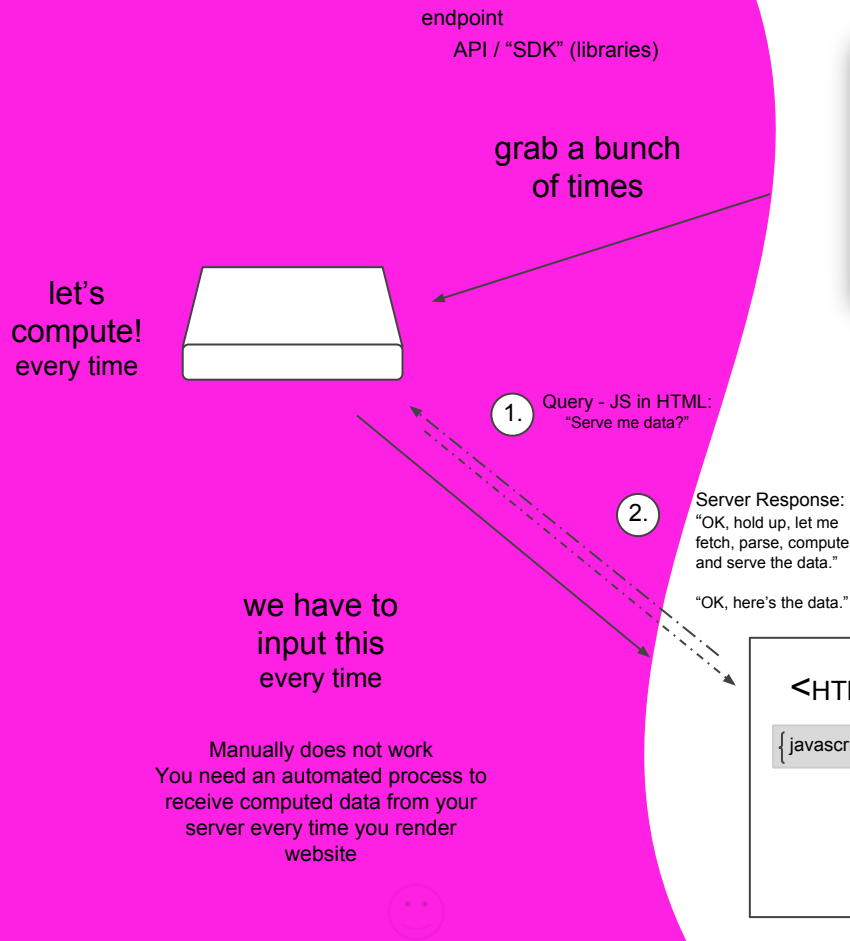 endpoint
API / “SDK” (libraries)
grab a bunch
of times
let’s
compute!
every time
1.
Query - JS in HTML:
“Serve me data?”
2.
Server Response:
“OK, hold up, let me
fetch, parse, compute
and serve the data.”
“OK, here’s the data.”
we have to
input this
every time
<HT
{javascr
Manually does not work
You need an automated process to
receive computed data from your
server every time you render
website